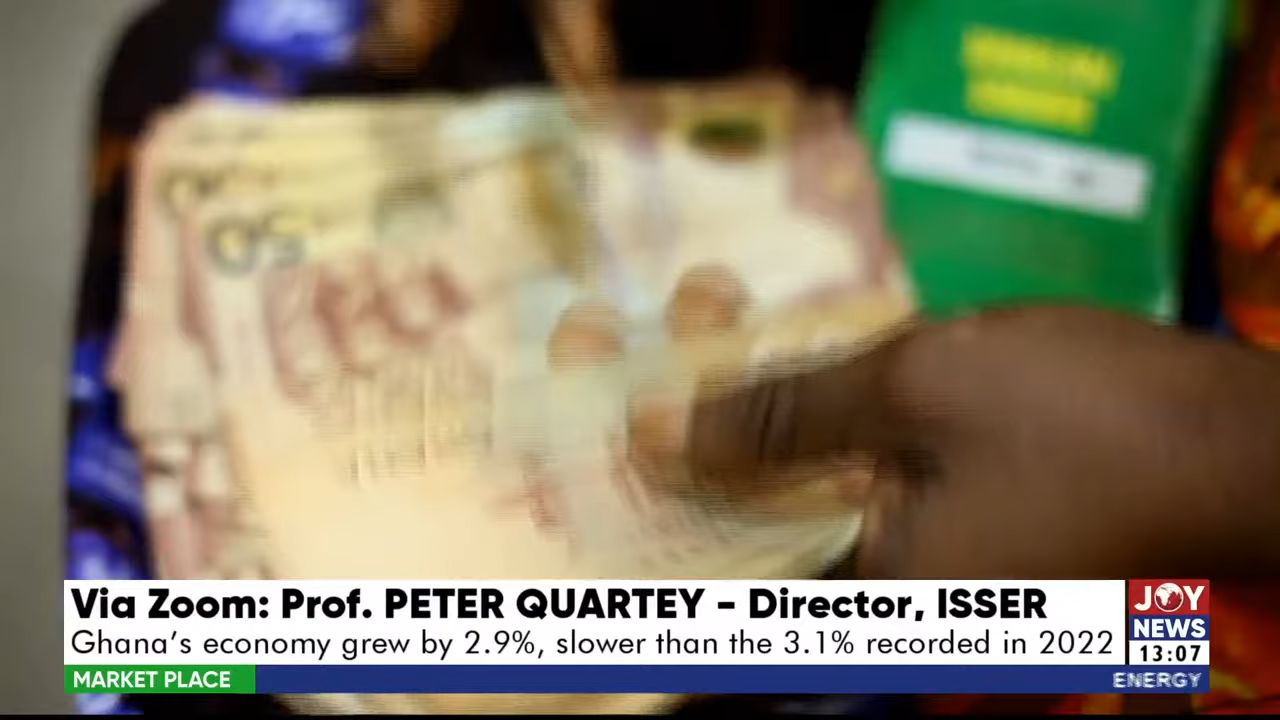 50
Via Zoom: Prof. PETER QUARTEY – Director, ISSER
Ghana's economy grew by 2.9%, slower than the 3.1% recorded in 2022
JOY
NEWS
13:07
MARKET PLACE
ENERGY